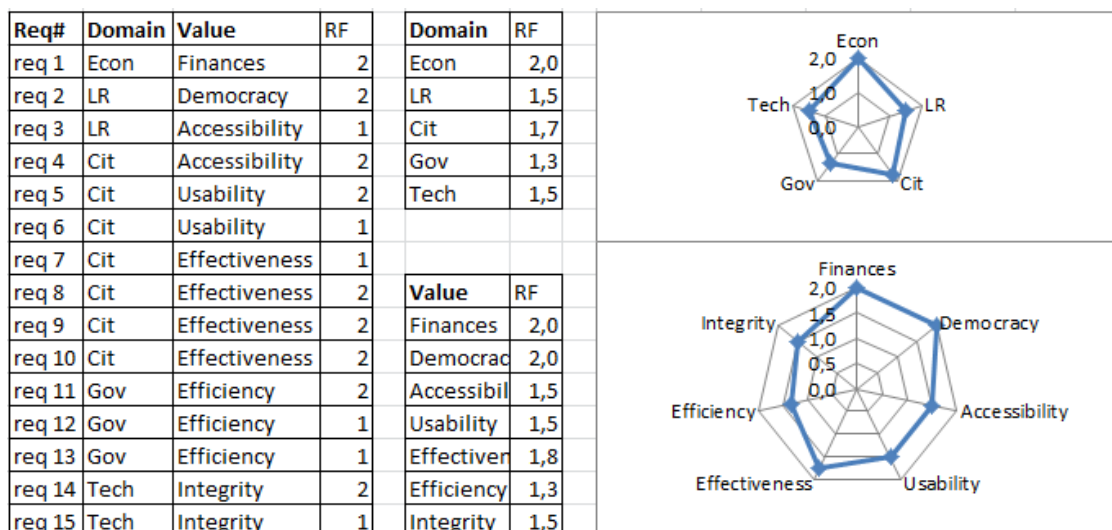 Req# Domain Value RF
req 1 Econ Finances 2
req 2 LR Democracy 2
req 3 LR Accessibility 1
req 4 Cit Accessibility 2
req 5 Cit Usability 2
req 6 Cit Usability 1
req 7 Cit Effectiveness 1
req 8 Cit Effectiveness 2
req 9 Cit Effectiveness 2
req 10 Cit Effectiveness 2
req 11 Gov Efficiency 2
req 12 Gov Efficiency 1
req 13 Gov Efficiency 1
req 14 Tech Integrity 2
req 15 Tech Integrity 1
Domain RF
Econ 2,0
LR 1,5
Cit 1,7
Gov 1,3
Tech 1,5
Value RF
Finances 2,0
Democrac 2,0
Accessibil 1,5
Usability 1,5
Effectiven 1,8
Efficiency 1,3
Integrity 1,5
Econ
2,0
Tech 1,0 LR
0,0
Gov Cit
Finances
2,0
Integrity 1,5 Democracy
1,0
0,5
0,0
Efficiency Accessibility
Effectiveness Usability